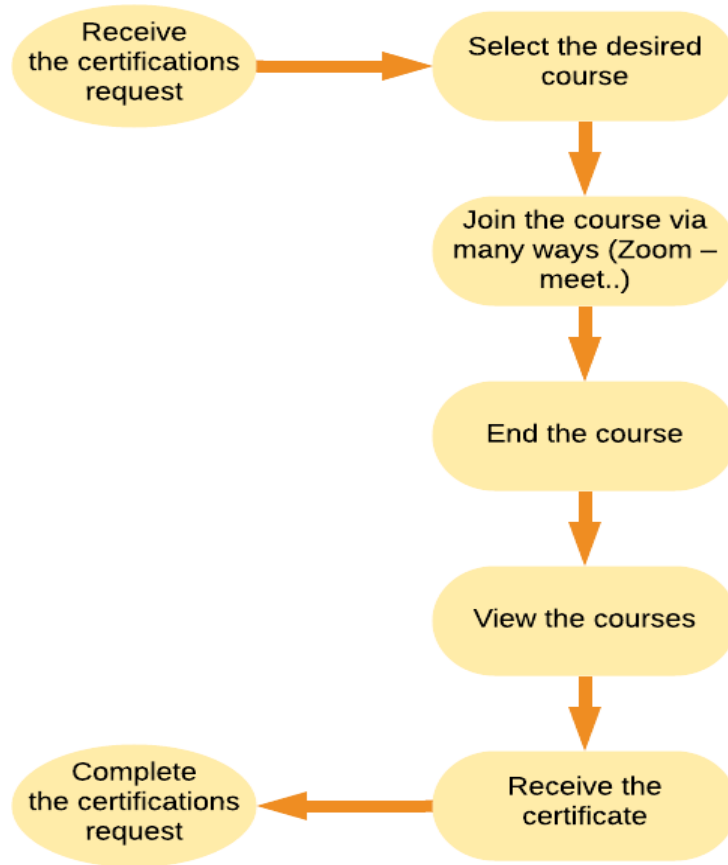 Receive
the certifications
request
Select the desired
course
Join the course via
many ways (Zoom –
meet..)
End the course
View the courses
Receive the
certificate
Complete
the certifications
request